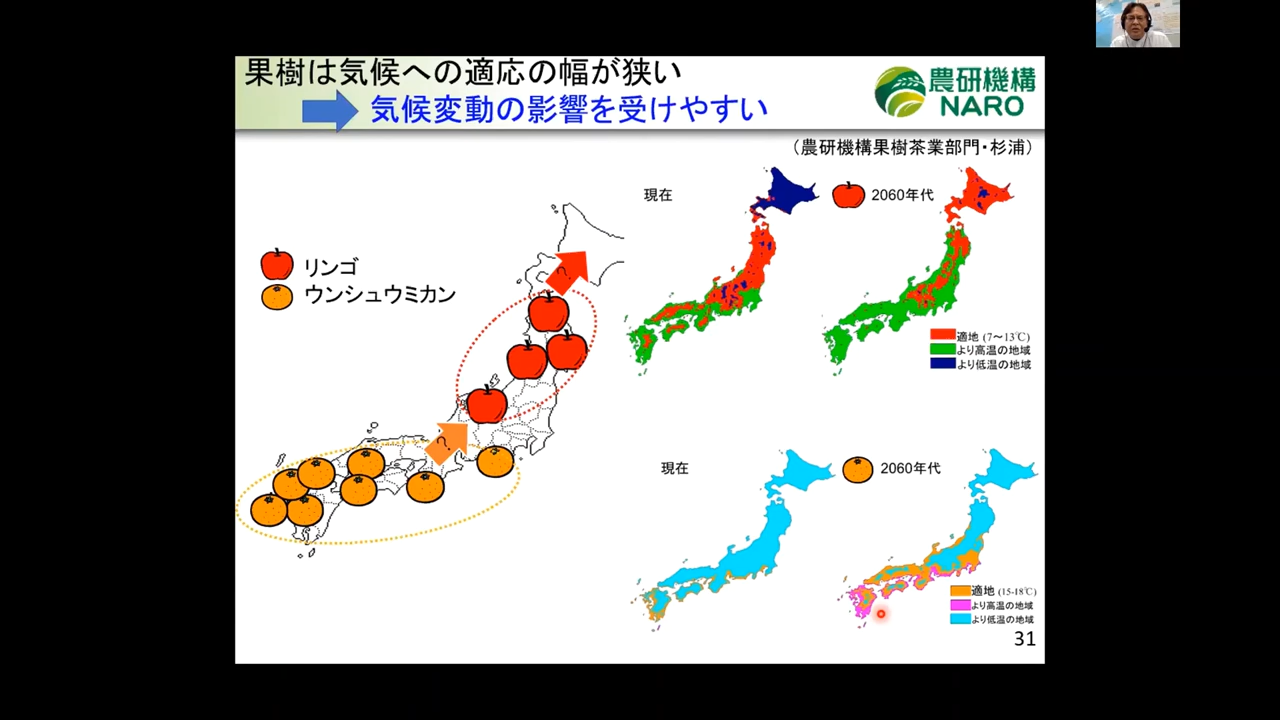 果樹は気候への適応の幅が狭い
気候変動の影響を受けやすい
農研機構
NARO
（農研機構果樹茶業部門・杉浦）
リンゴ
ウンシュウミカン
?
?
現在
2060年代
適地 (7～13℃)
より高温の地域
より低温の地域
現在
2060年代
適地 (15-18℃)
より高温の地域
より低温の地域
31